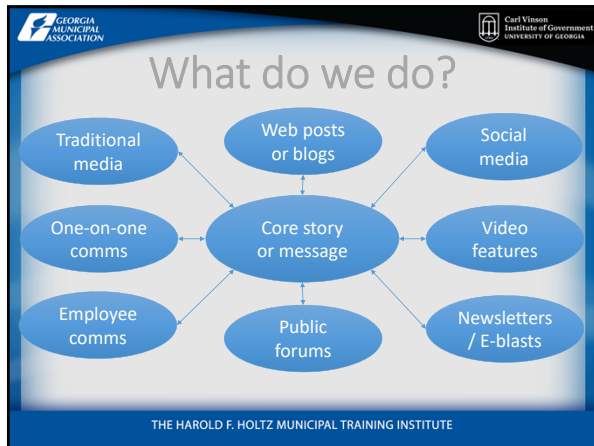 GEORGIA
MUNICIPAL
ASSOCIATION
Carl Vinson
Institute of Government
UNIVERSITY OF GEORGIA
What do we do?
Traditional
media
Web posts
or blogs
Social
media
One-on-one
comms
Core story
or message
Video
features
Employee
comms
Public
forums
Newsletters
/ E-blasts
THE HAROLD F. HOLTZ MUNICIPAL TRAINING INSTITUTE